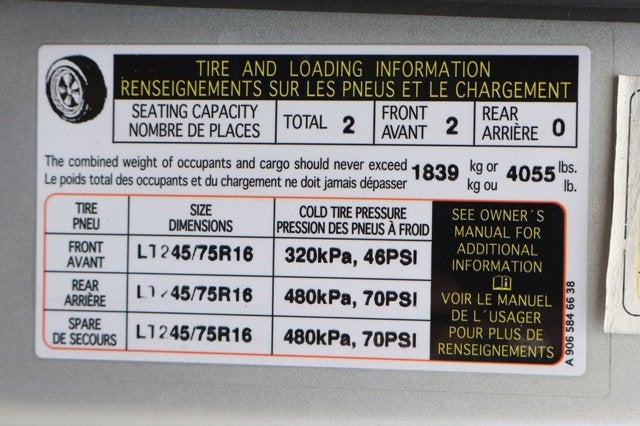 TIRE AND LOADING INFORMATION
RENSEIGNEMENTS SUR LES PNEUS ET LE CHARGEMENT
SEATING CAPACITY
NOMBRE DE PLACES
TOTAL 2
FRONT
AVANT 2
REAR
ARRIÈRE 0
The combined weight of occupants and cargo should never exceed 1839 kg or 4055 lbs.
Le poids total des occupants et du chargement ne doit jamais dépasser kg ou lb.
TIRE
PNEU
SIZE
DIMENSIONS
COLD TIRE PRESSURE
PRESSION DES PNEUS À FROID
FRONT
AVANT
LT245/75R16
320kPa, 46PSI
REAR
ARRIÈRE
LT245/75R16
480kPa, 70PSI
SPARE
DE SECOURS
LT245/75R16
480kPa, 70PSI
SEE OWNER´S
MANUAL FOR
ADDITIONAL
INFORMATION
VOIR LE MANUEL
DE L´USAGER
POUR PLUS DE
RENSEIGNEMENTS
A 906 584 66 38